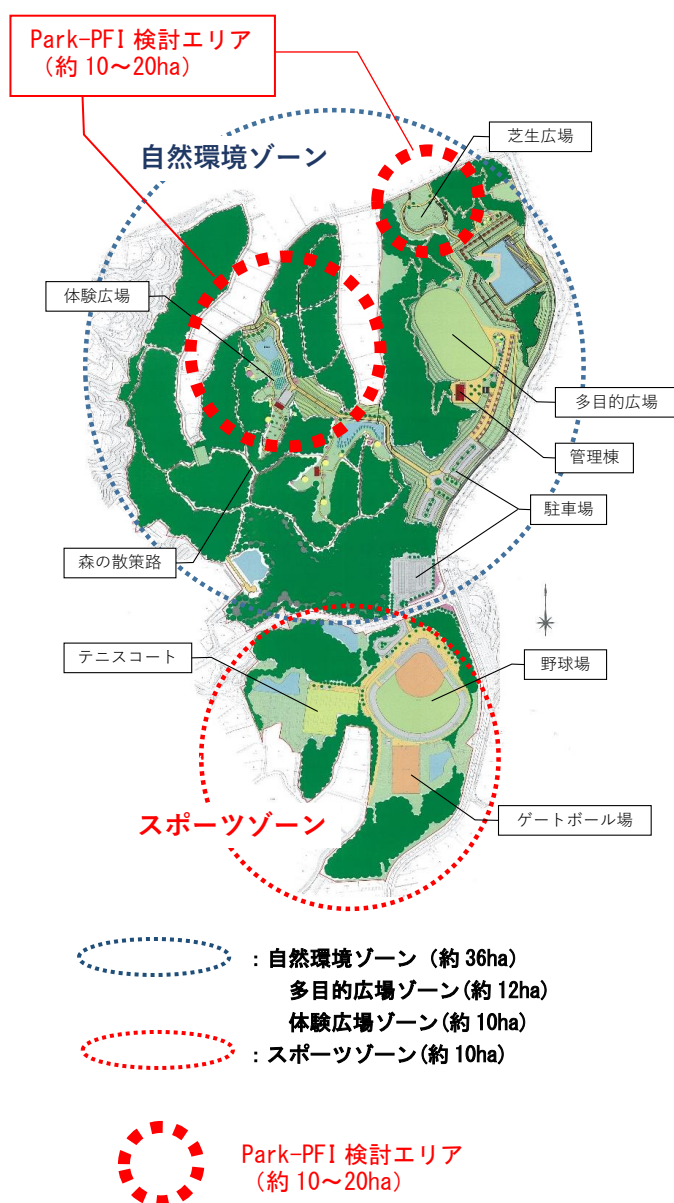 Park-PFI 検討エリア
（約 10～20ha）
自然環境ゾーン
芝生広場
体験広場
多目的広場
管理棟
駐車場
森の散策路
テニスコート
野球場
スポーツゾーン
ゲートボール場
：自然環境ゾーン（約 36ha）
多目的広場ゾーン(約 12ha)
体験広場ゾーン(約 10ha)
：スポーツゾーン(約 10ha)
Park-PFI 検討エリア
（約 10～20ha）